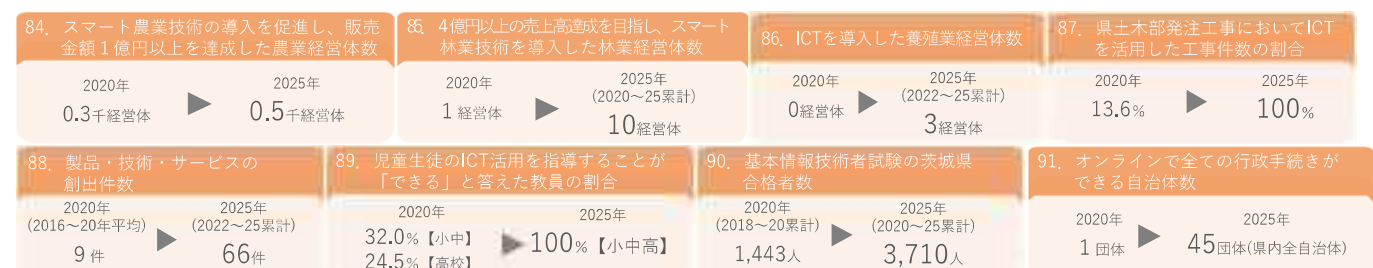 84. スマート農業技術の導入を促進し、販売
金額1億円以上を達成した農業経営体数
2020年
0.3千経営体
2025年
0.5千経営体
85. 4億円以上の売上高達成を目指し、スマート
林業技術を導入した林業経営体数
2020年
1経営体
2025年
(2020~25累計)
10経営体
86. ICTを導入した養殖業経営体数
2020年
0経営体
2025年
(2022~25累計)
3経営体
87. 県土木部発注工事においてICT
を活用した工事件数の割合
2020年
13.6%
2025年
100%
88. 製品・技術・サービスの
創出件数
2020年
(2016~20年平均)
9件
2025年
(2022~25累計)
66件
89. 児童生徒のICT活用を指導することが
「できる」と答えた教員の割合
2020年
32.0%【小中】
24.5%【高校】
2025年
100%【小中高】
90. 基本情報技術者試験の茨城県
合格者数
2020年
(2018~20累計)
1,443人
2025年
(2020~25累計)
3,710人
91. オンラインで全ての行政手続きが
できる自治体数
2020年
1団体
2025年
45団体(県内全自治体)